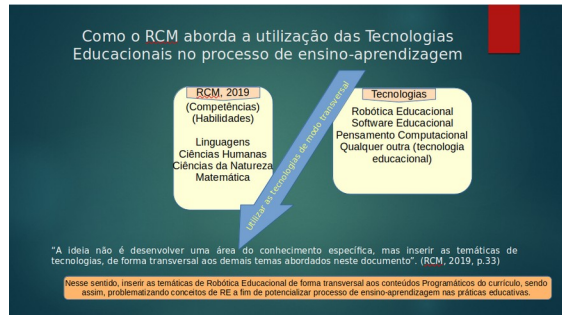 Como o RCM aborda a utilização das Tecnologias
Educacionais no processo de ensino-aprendizagem
RCM, 2019
(Competências)
(Habilidades)
Linguagens
Ciências Humanas
Ciências da Natureza
Matemática
Utilizar as tecnologias de modo transversal
Tecnologias
Robótica Educacional
Software Educacional
Pensamento Computacional
Qualquer outra (tecnologia
educacional)
“A ideia não é desenvolver uma área do conhecimento específica, mas inserir as temáticas de
tecnologias, de forma transversal aos demais temas abordados neste documento”. (RCM, 2019, p.33)
Nesse sentido, inserir as temáticas de Robótica Educacional de forma transversal aos conteúdos Programáticos do currículo, sendo
assim, problematizando conceitos de RE a fim de potencializar processo de ensino-aprendizagem nas práticas educativas.